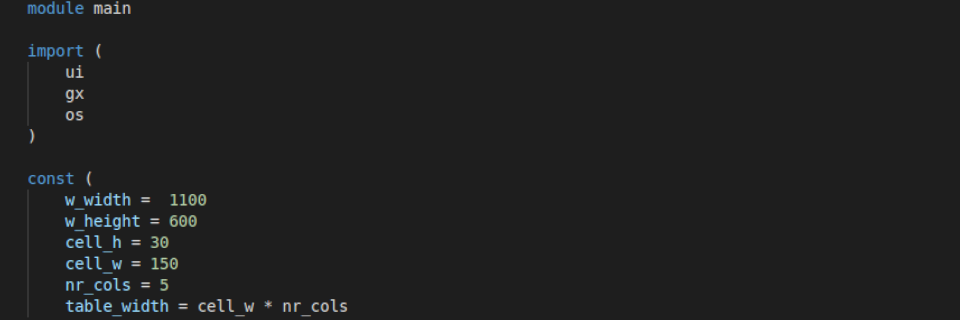 module main
import (
ui
gx
os
)
const (
w_width =  1100
w_height = 600
cell_h = 30
cell_w = 150
nr_cols = 5
table_width = cell_w * nr_cols